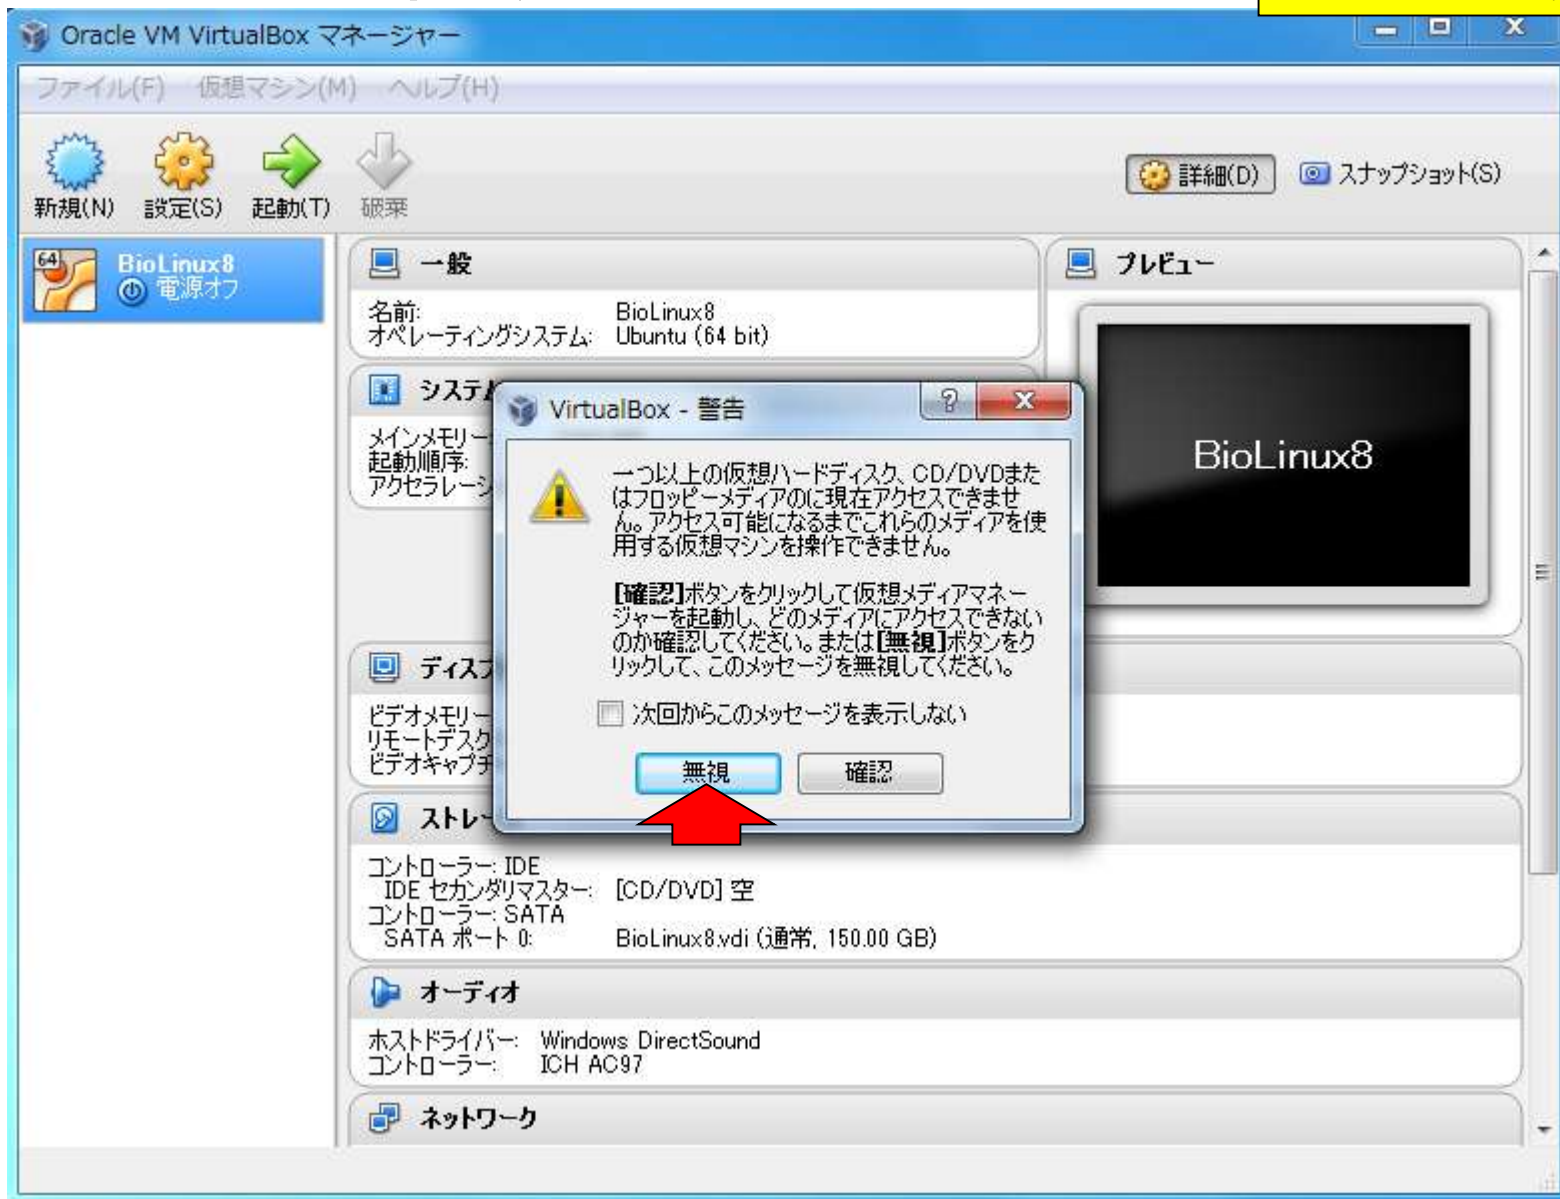 Oracle VM VirtualBox マネージャー
ファイル(F) 仮想マシン(M) ヘルプ(H)
新規(N) 設定(S) 起動(T) 破棄
詳細(D) スナップショット(S)
64
BioLinux8
電源オフ
一般
名前: BioLinux8
オペレーティングシステム: Ubuntu (64 bit)
プレビュー
BioLinux8
システム
メインメモリー
起動順序:
アクセラレーシ
VirtualBox - 警告
一つ以上の仮想ハードディスク、CD/DVDまた
はフロッピーメディアのに現在アクセスできませ
ん。アクセス可能になるまでこれらのメディアを使
用する仮想マシンを操作できません。
[確認]ボタンをクリックして仮想メディアマネー
ジャーを起動し、どのメディアにアクセスできない
のか確認してください。または[無視]ボタンをク
リックして、このメッセージを無視してください。
次回からこのメッセージを表示しない
無視 確認
ディスプ
ビデオメモリー
リモートデスク
ビデオキャプチ
ストレー
コントローラー: IDE
IDE セカンダリマスター: [CD/DVD] 空
コントローラー: SATA
SATA ポート 0: BioLinux8.vdi (通常, 150.00 GB)
オーディオ
ホストドライバー: Windows DirectSound
コントローラー: ICH AC97
ネットワーク